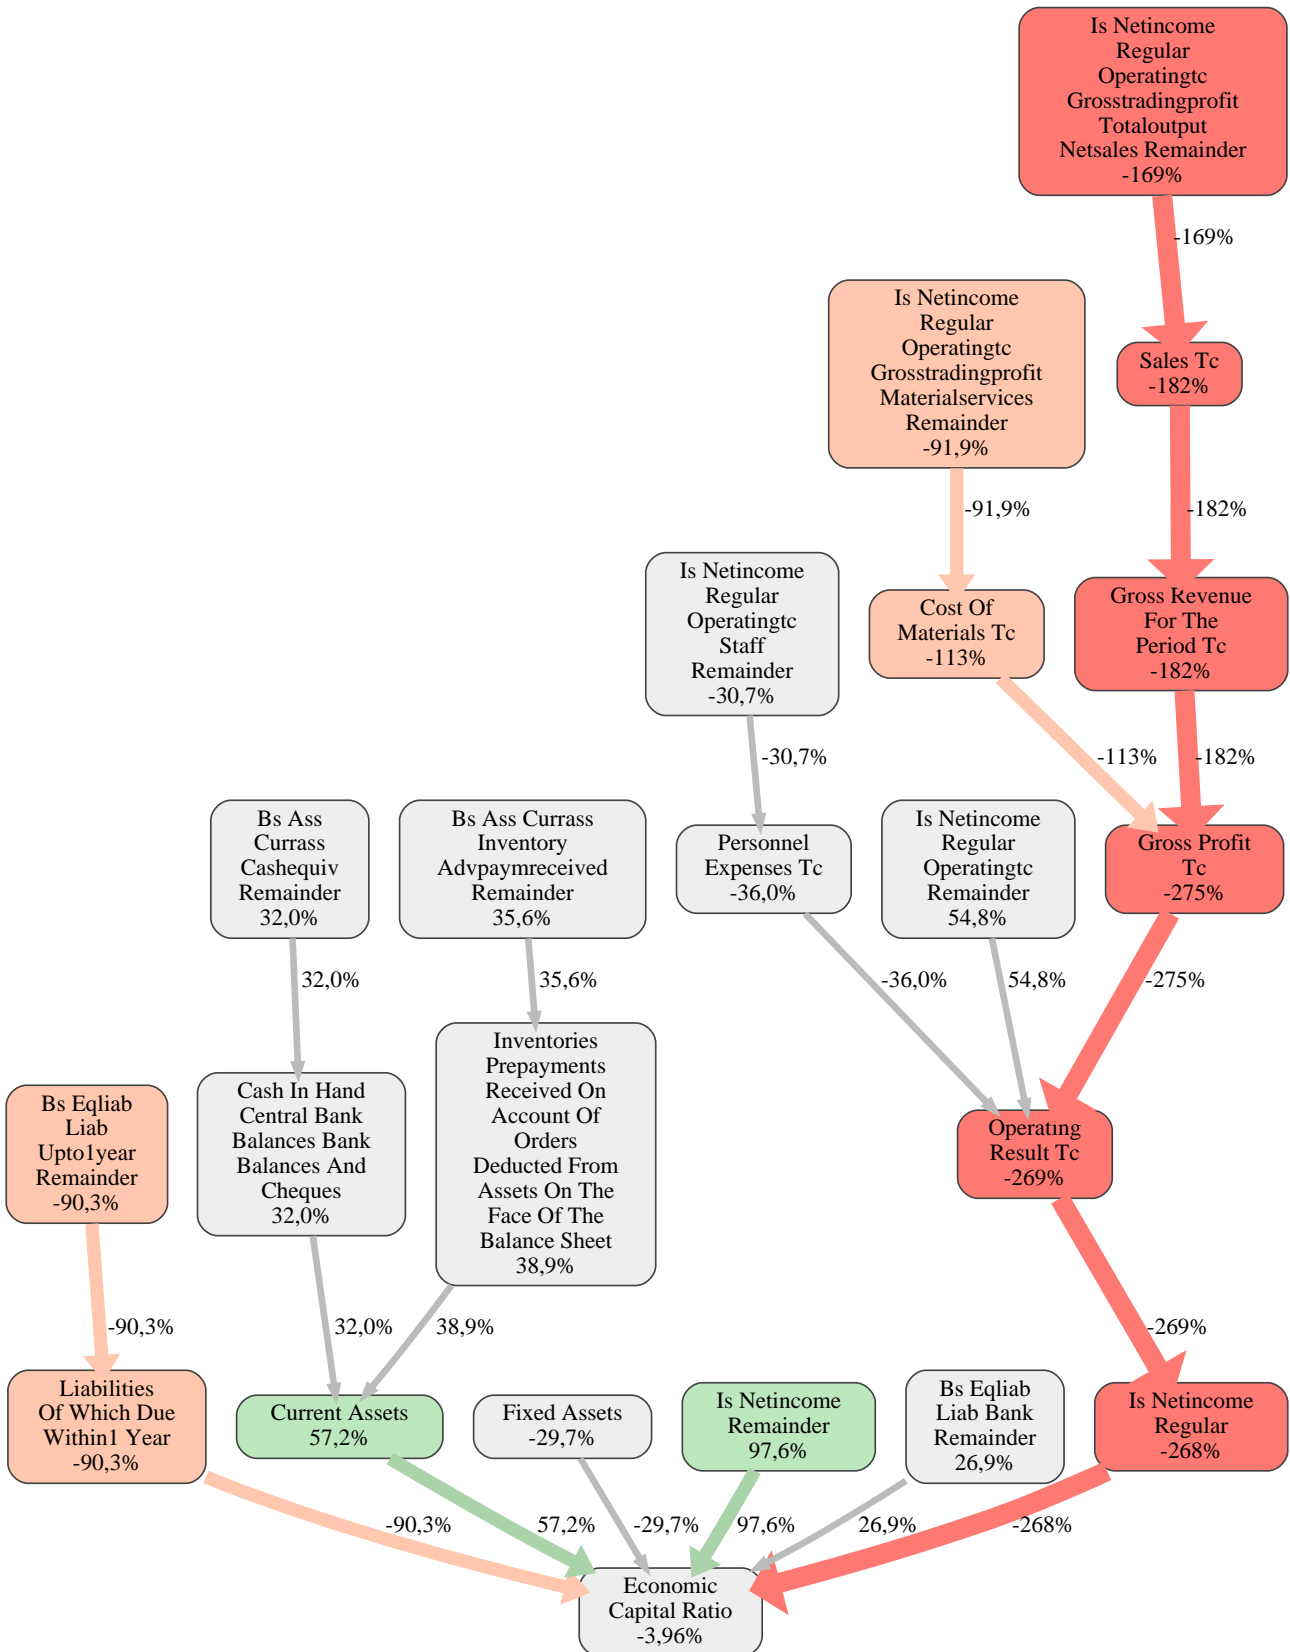 Is Netincome
Regular
Operatingtc
Grosstradingprofit
Totaloutput
Netsales Remainder
-169%
-169%
Is Netincome
Regular
Operatingtc
Grosstradingprofit
Materialservices
Remainder
-91,9%
Sales Tc
-182%
-91,9%
-182%
Is Netincome
Regular
Operatingtc
Staff
Remainder
-30,7%
Cost Of
Materials Tc
-113%
Gross Revenue
For The
Period Tc
-182%
-30,7%
-113%
-182%
Bs Ass
Currass
Cashequiv
Remainder
32,0%
Bs Ass Currass
Inventory
Advpaymreceived
Remainder
35,6%
Personnel
Expenses Tc
-36,0%
Is Netincome
Regular
Operatingtc
Remainder
54,8%
Gross Profit
Tc
-275%
32,0%
35,6%
-36,0%
54,8%
-275%
Bs Eqliab
Liab
Upto1year
Remainder
-90,3%
Cash In Hand
Central Bank
Balances Bank
Balances And
Cheques
32,0%
Inventories
Prepayments
Received On
Account Of
Orders
Deducted From
Assets On The
Face Of The
Balance Sheet
38,9%
Operating
Result Tc
-269%
-90,3%
32,0%
38,9%
-269%
Liabilities
Of Which Due
Within1 Year
-90,3%
Current Assets
57,2%
Fixed Assets
-29,7%
Is Netincome
Remainder
97,6%
Bs Eqliab
Liab Bank
Remainder
26,9%
Is Netincome
Regular
-268%
-90,3%
57,2%
-29,7%
97,6%
26,9%
-268%
Economic
Capital Ratio
-3,96%